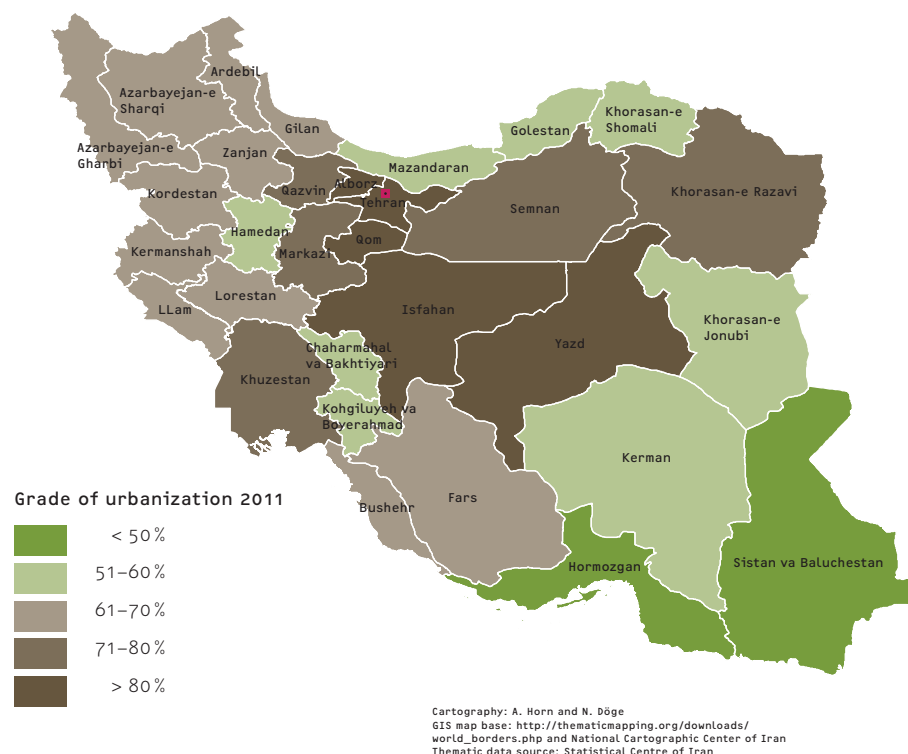 Ardebil
Azarbayejan-e
Sharqi
Khorasan-e
Shomali
Gilan
Golestan
Azarbayejan-e
Gharbi
Zanjan
Mazandaran
Alborz
Qazvin
Kordestan
Khorasan-e Razavi
Tehran
Semnan
Hamedan
Qom
Kermanshah
Markazi
Lorestan
LLam
Isfahan
Khorasan-e
Jonubi
Yazd
Chaharmahal
va Bakhtiyari
Khuzestan
Kohgiluyeh va
Boyerahmad
Kerman
Fars
Bushehr
Hormozgan
Sistan va Baluchestan
Grade of urbanization 2011
< 50 %
51–60 %
61–70 %
71–80 %
> 80 %
Cartography: A. Horn and N. Döge
GIS map base: http://thematicmapping.org/downloads/
world_borders.php and National Cartographic Center of Iran
Thematic data source: Statistical Centre of Iran